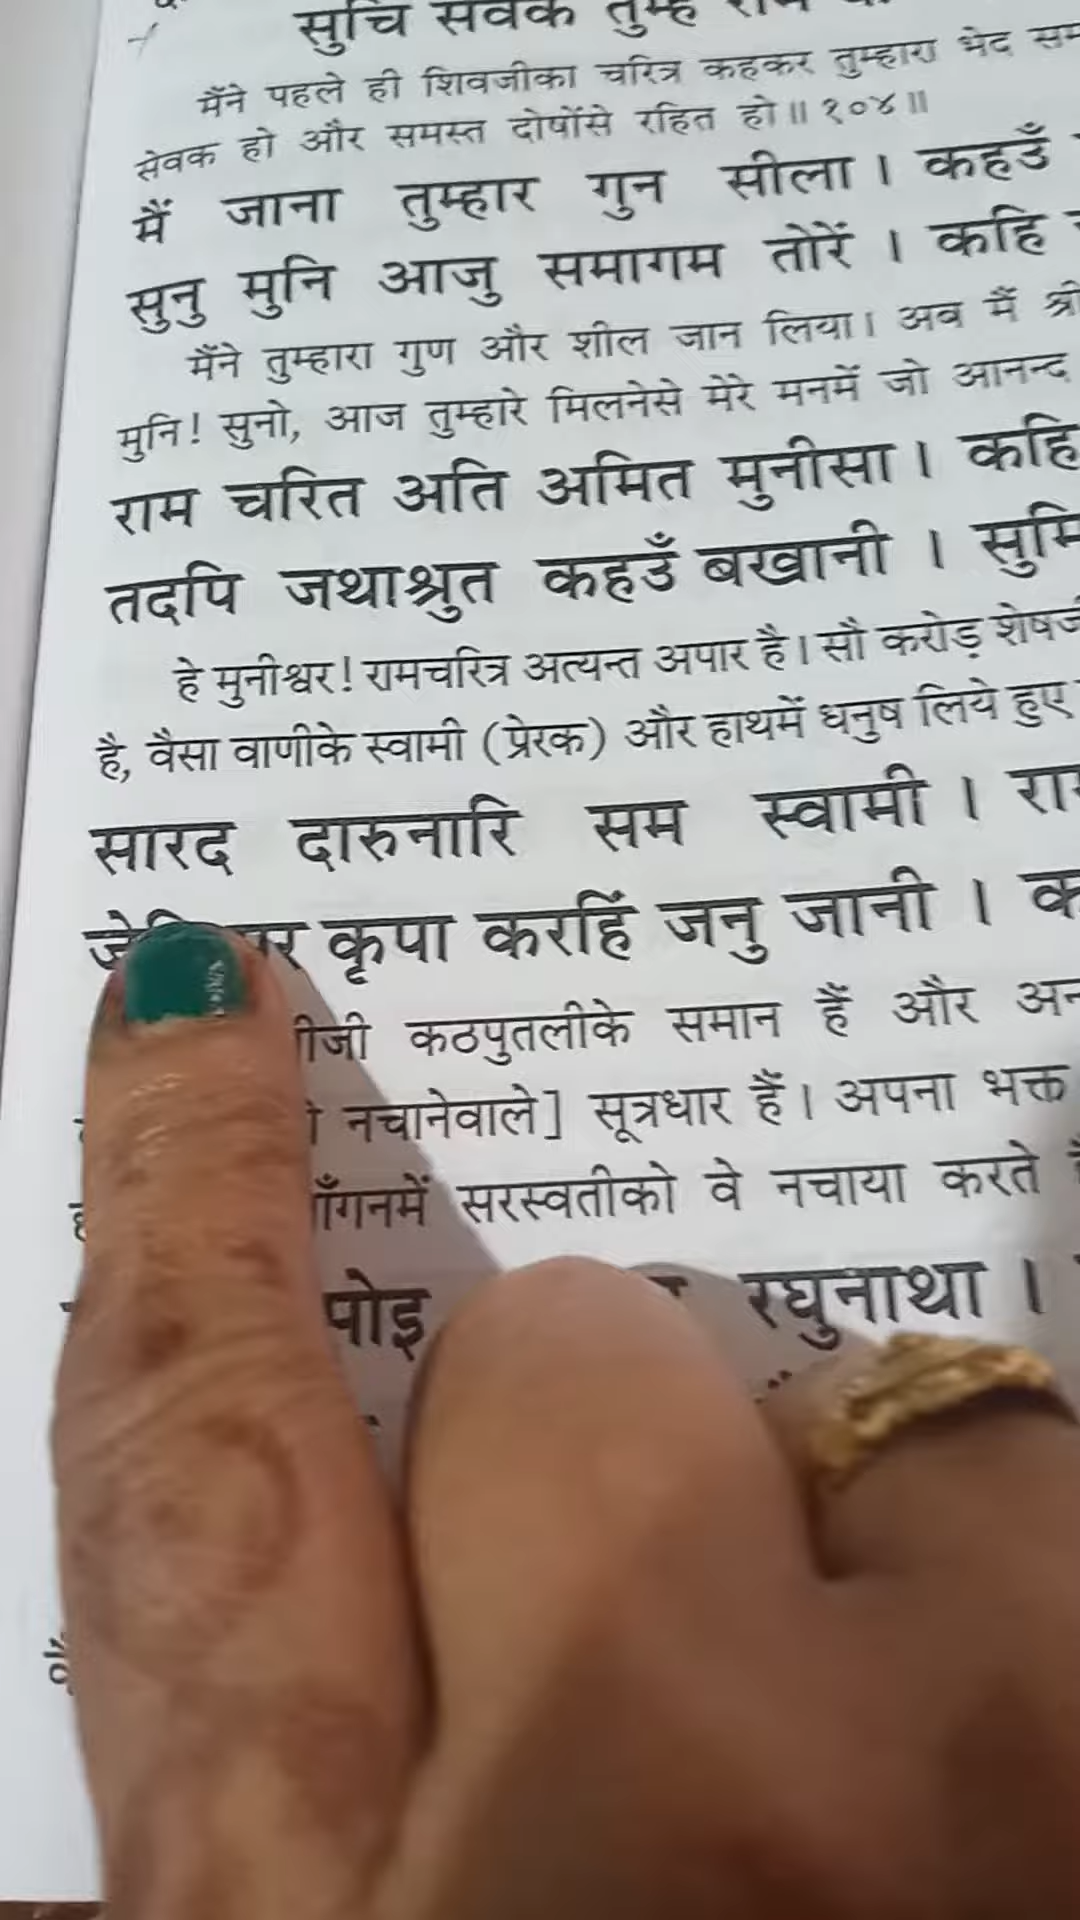 सुचि सेवक तुम्ह राम
मैंने पहले ही शिवजीका चरित्र कहकर तुम्हारा भेद
सेवक हो और समस्त दोषोंसे रहित हो॥ १०४॥
मैं जाना तुम्हार गुन सीला। कहउँ
सुनु मुनि आजु समागम तोरें। कहि
मैंने तुम्हारा गुण और शील जान लिया। अब मैं
मुनि! सुनो, आज तुम्हारे मिलनेसे मेरे मनमें जो आनन्द
राम चरित अति अमित मुनीसा। कहि
तदपि जथाश्रुत कहउँ बखानी।
हे मुनीश्वर! रामचरित्र अत्यन्त अपार है। सौ करोड़
है, वैसा वाणीके स्वामी (प्रेरक) और हाथमें धनुष लिये हुए
सारद दारुनारि सम स्वामी।
कृपा करहिं जनु जानी।
कठपुतलीके समान हैं और
नचानेवाले] सूत्रधार हैं। अपना भक्त
सरस्वतीको वे नचाया करते
रघुनाथा।